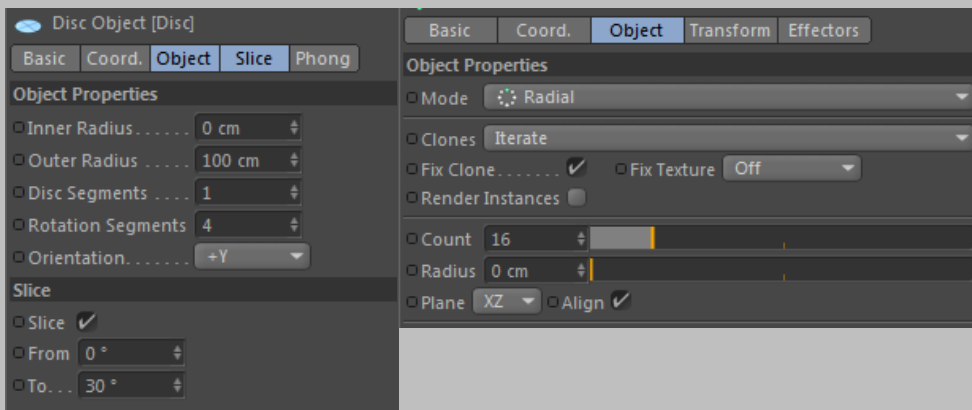 Disc Object [Disc]
Basic Coord. Object Slice Phong
Object Properties
Inner Radius...... 0 cm
Outer Radius ..... 100 cm
Disc Segments .... 1
Rotation Segments 4
Orientation....... +Y
Slice
Slice
From 0 °
To... 30 °
Basic Coord. Object Transform Effectors
Object Properties
Mode Radial
Clones Iterate
Fix Clone....... Fix Texture Off
Render Instances
Count 16
Radius 0 cm
Plane XZ Align